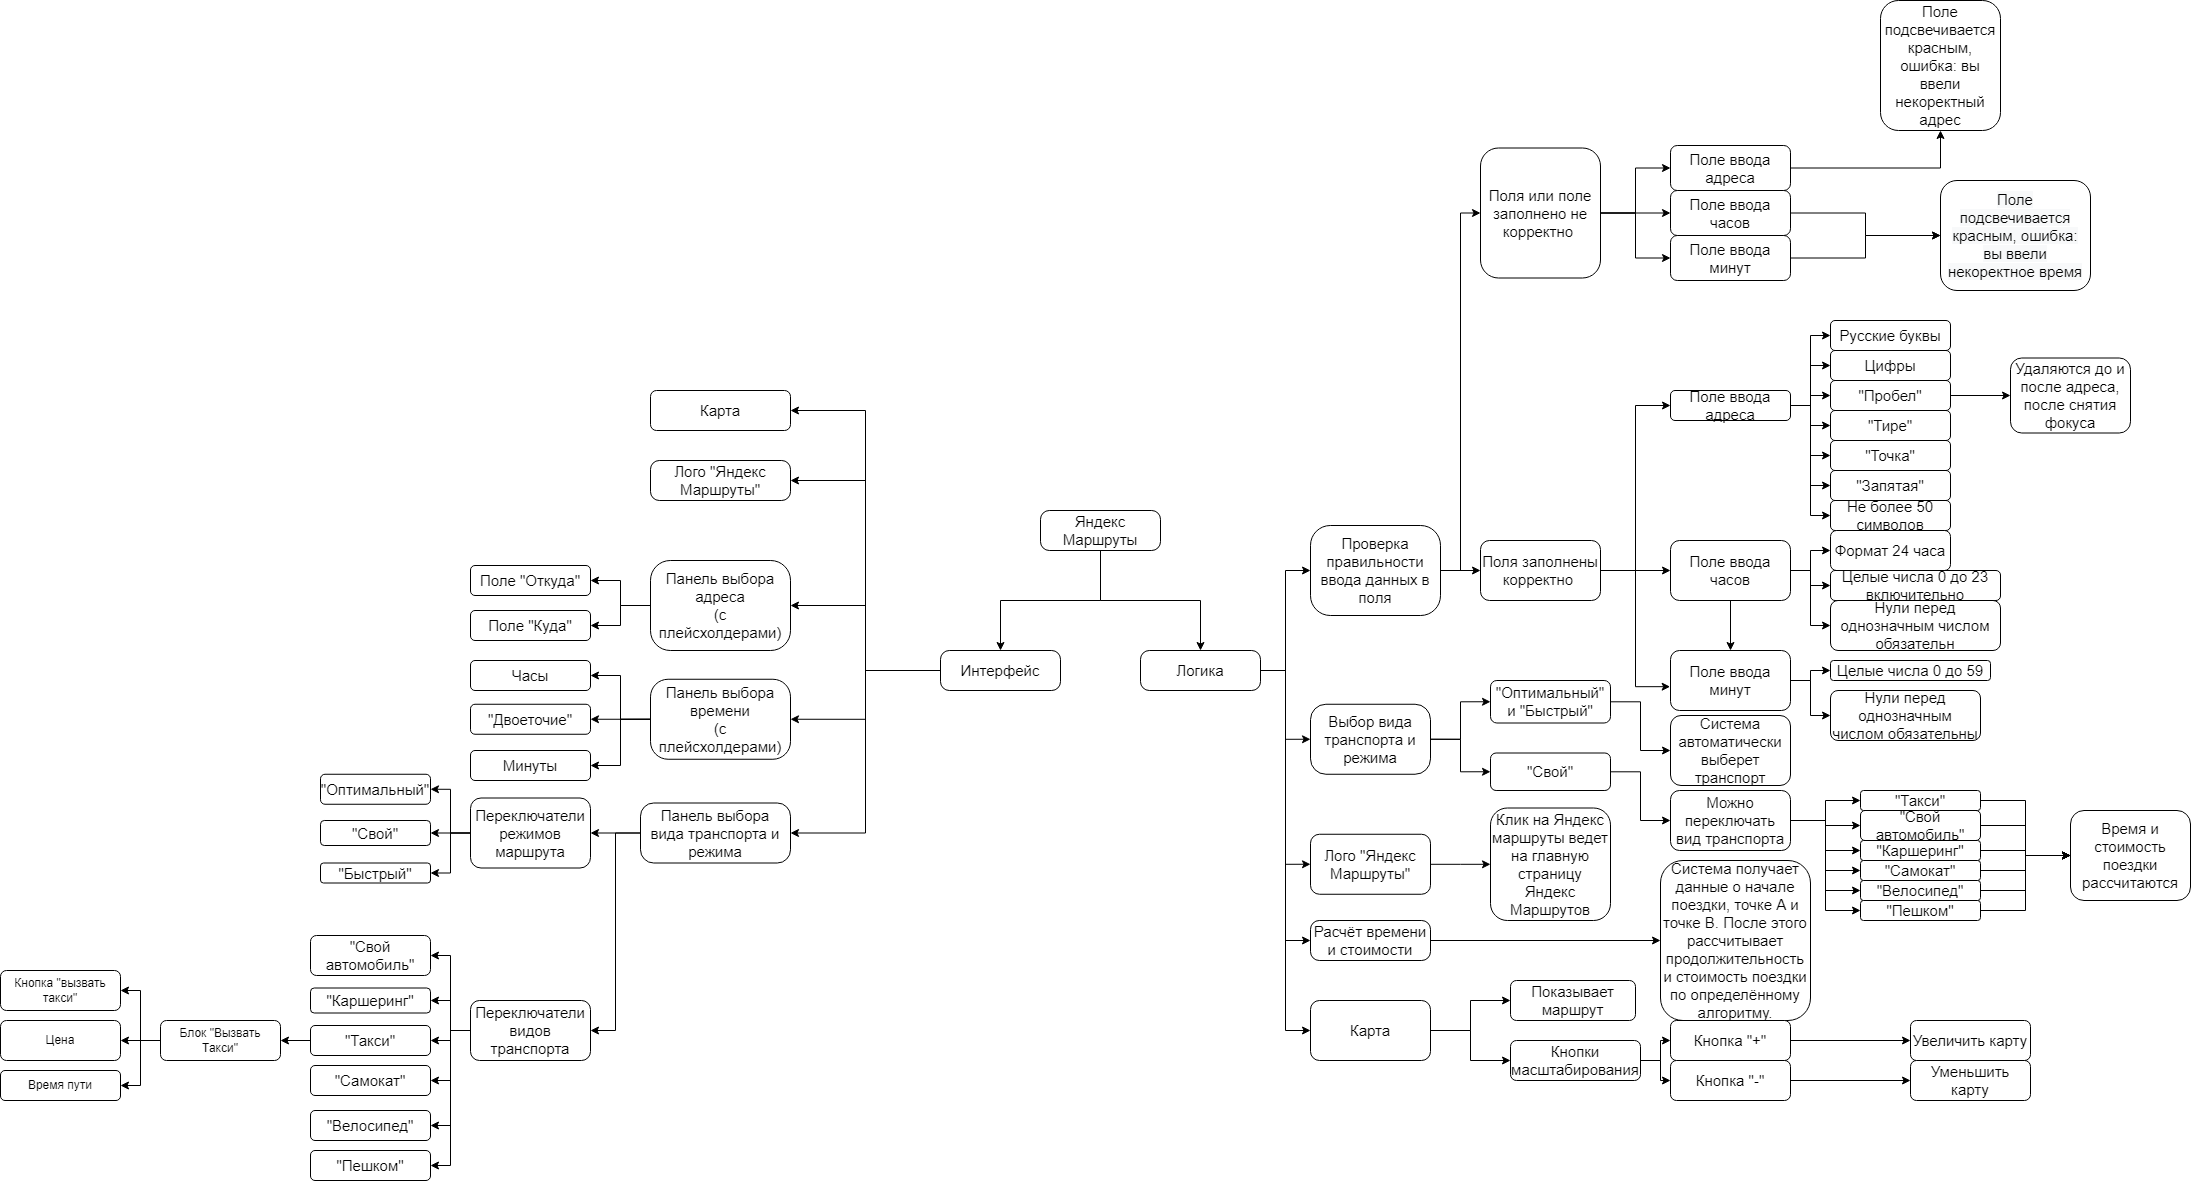 Яндекс
Маршруты
Интерфейс
Карта
Лого "Яндекс
Маршруты"
Панель выбора
адреса
(с
плейсхолдерами)
Поле "Откуда"
Поле "Куда"
Панель выбора
времени
(с
плейсхолдерами)
Часы
"Двоеточие"
Минуты
Панель выбора
вида транспорта и
режима
Переключатели
режимов
маршрута
"Оптимальный"
"Свой"
"Быстрый"
Переключатели
видов
транспорта
"Свой
автомобиль"
"Каршеринг"
"Такси"
"Самокат"
"Велосипед"
"Пешком"
Блок "Вызвать
Такси"
Кнопка "вызвать
такси"
Цена
Время пути
Логика
Проверка
правильности
ввода данных в
поля
Поля или поле
заполнено не
корректно
Поле ввода
адреса
Поле ввода
часов
Поле ввода
минут
Поле
подсвечивается
красным,
ошибка: вы
ввели
некоректный
адрес
Поле
подсвечивается
красным, ошибка:
вы ввели
некоректное время
Поля заполнены
корректно
Поле ввода
адреса
Русские буквы
Цифры
"Пробел"
"Тире"
"Точка"
"Запятая"
Не более 50
символов
Удаляются до и
после адреса,
после снятия
фокуса
Поле ввода
часов
Формат 24 часа
Целые числа 0 до 23
включительно
Нули перед
однозначным числом
обязательн
Поле ввода
минут
Целые числа 0 до 59
Нули перед
однозначным
числом обязательны
Выбор вида
транспорта и
режима
"Оптимальный"
и "Быстрый"
Система
автоматически
выберет
транспорт
"Свой"
Можно
переключать
вид транспорта
"Такси"
"Свой
автомобиль"
"Каршеринг"
"Самокат"
"Велосипед"
"Пешком"
Время и
стоимость
поездки
рассчитаются
Лого "Яндекс
Маршруты"
Клик на Яндекс
маршруты ведет
на главную
страницу
Яндекс
Маршрутов
Расчёт времени
и стоимости
Система получает
данные о начале
поездки, точке А и
точке В. После этого
рассчитывает
продолжительность
и стоимость поездки
по определённому
алгоритму.
Карта
Показывает
маршрут
Кнопки
масштабирования
Кнопка "+"
Увеличить карту
Кнопка "-"
Уменьшить
карту